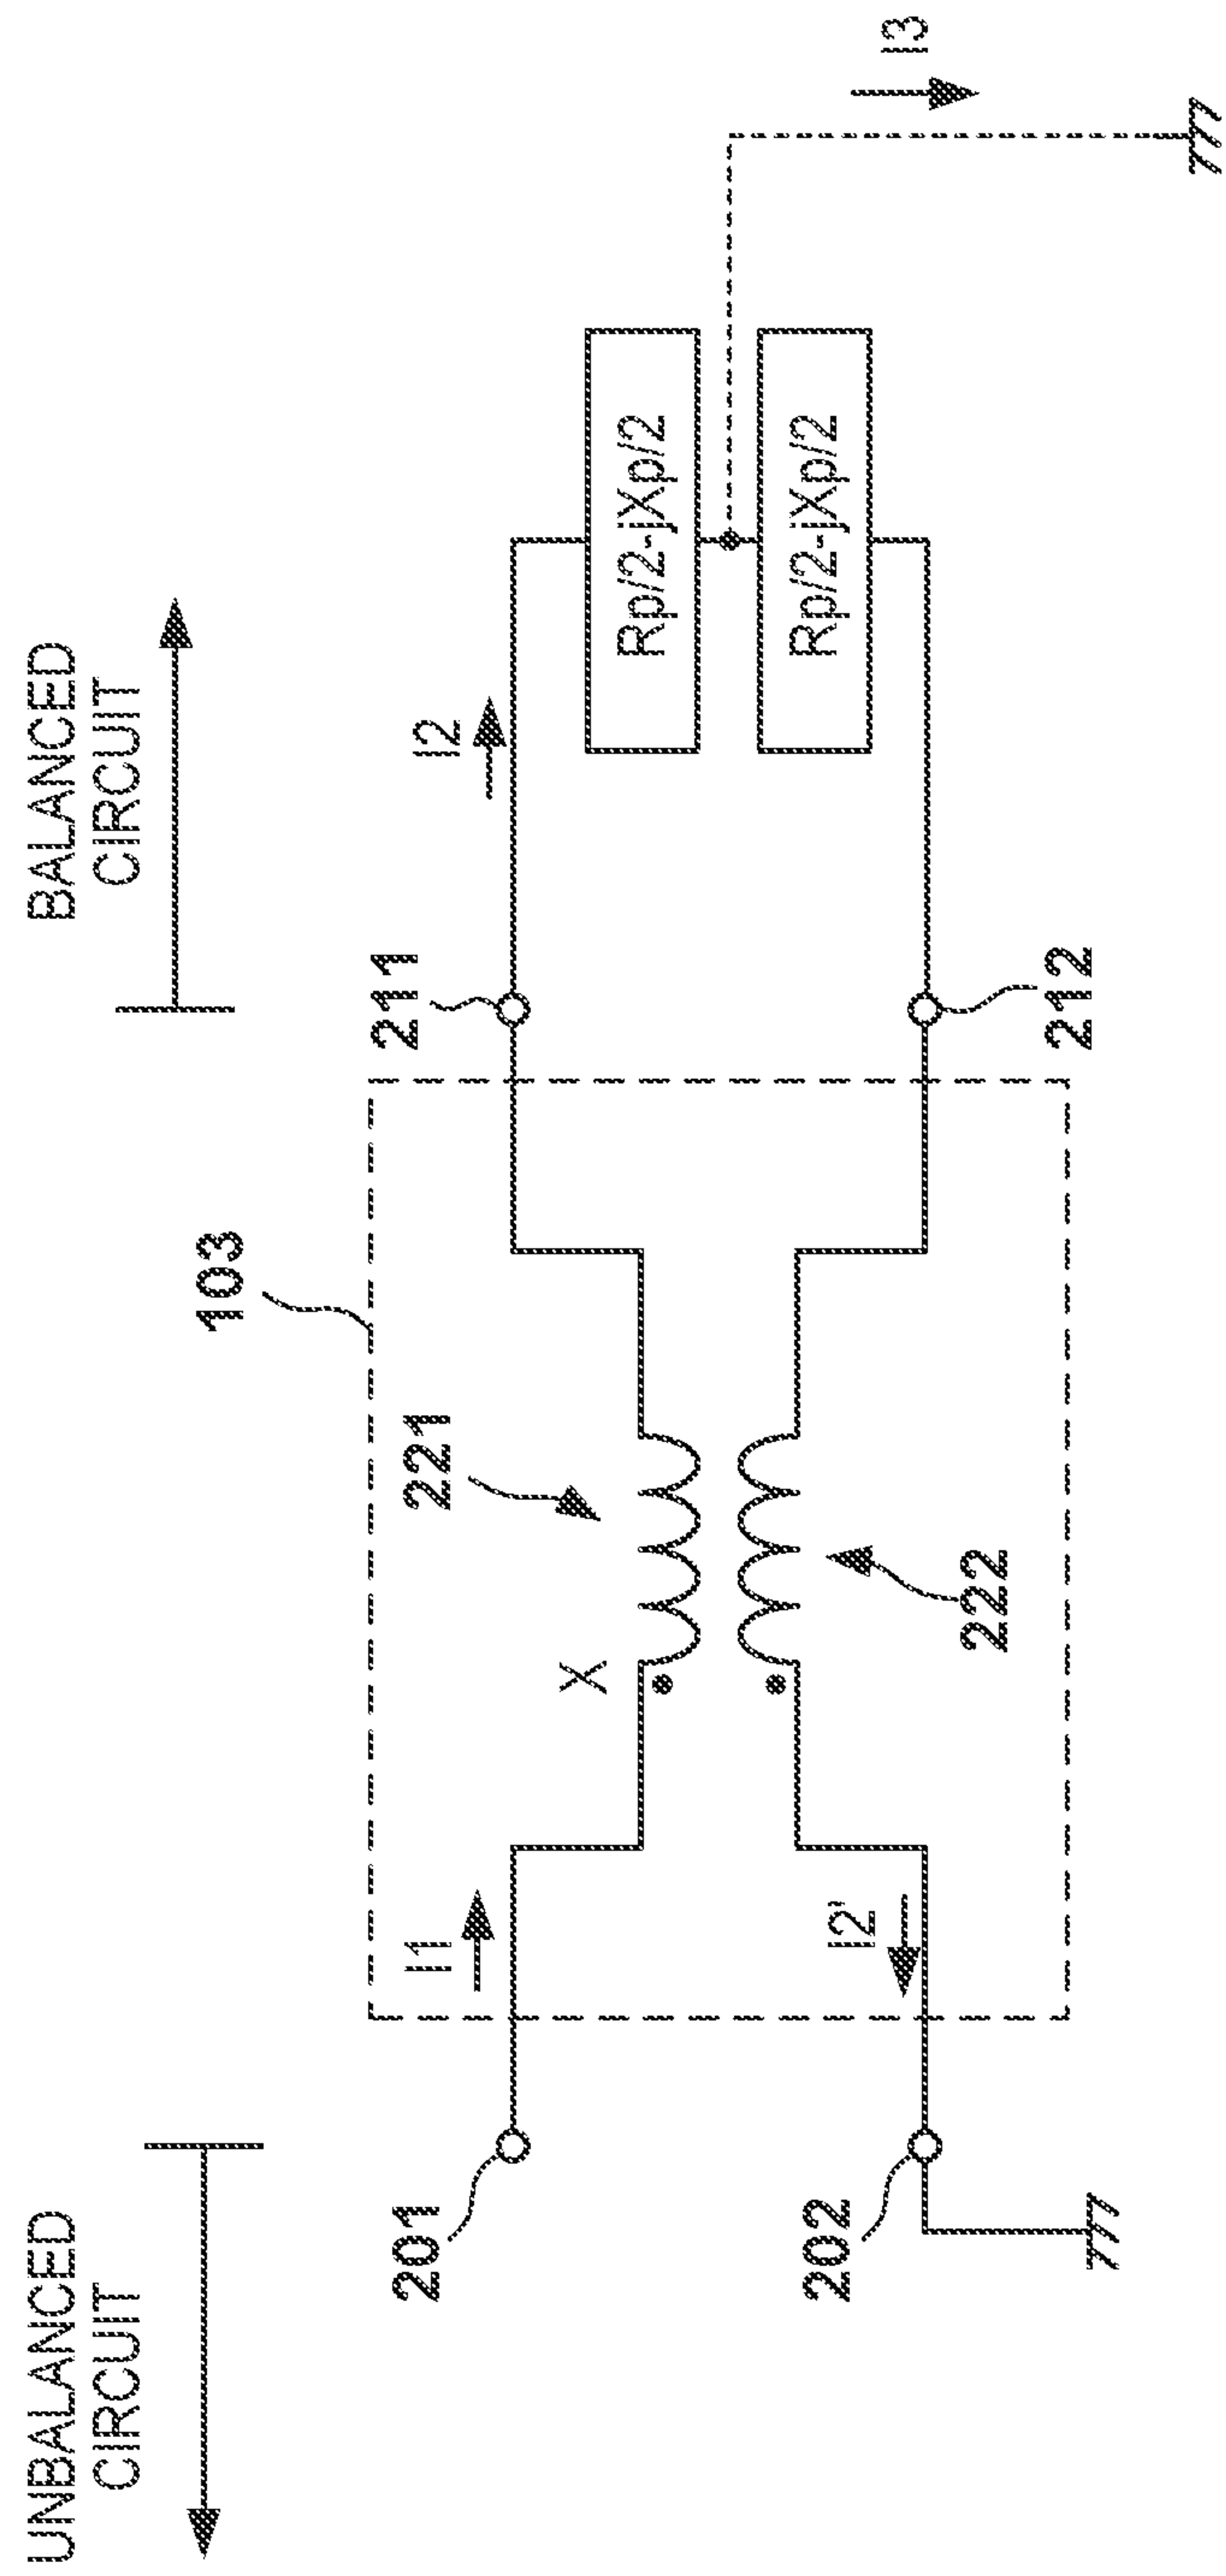 UNBALANCED
CIRCUIT
BALANCED
CIRCUIT
103
201
I1
X
221
211
I2
Rp/2-jXp/2
Rp/2-jXp/2
I3
202
I2'
222
212